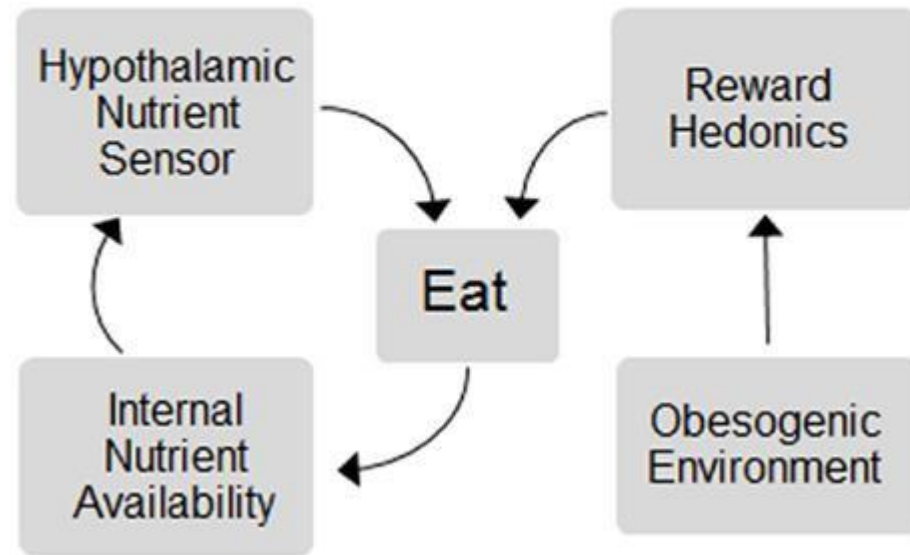 Hypothalamic
Nutrient
Sensor
Reward
Hedonics
Eat
Internal
Nutrient
Availability
Obesogenic
Environment